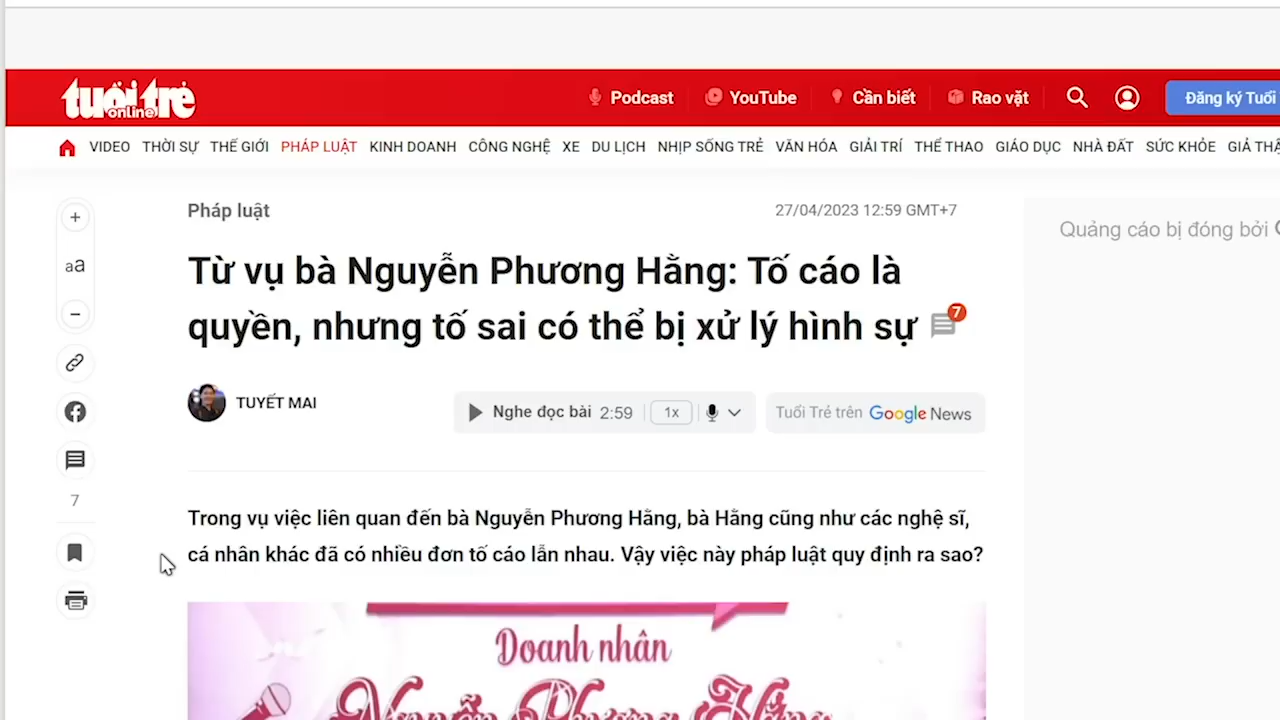 tuổi trẻ
online
Podcast
YouTube
Cần biết
Rao vặt
Đăng ký Tuổi
VIDEO THỜI SỰ THẾ GIỚI PHÁP LUẬT KINH DOANH CÔNG NGHỆ XE DU LỊCH NHỊP SỐNG TRẺ VĂN HÓA GIẢI TRÍ THỂ THAO GIÁO DỤC NHÀ ĐẤT SỨC KHỎE GIẢ
Pháp luật
27/04/2023 12:59 GMT+7
Quảng cáo bị đóng bởi
+
aa
−
Từ vụ bà Nguyễn Phương Hằng: Tố cáo là
quyền, nhưng tố sai có thể bị xử lý hình sự
7
TUYẾT MAI
Nghe đọc bài 2:59 1x
Tuổi Trẻ trên Google News
7
Trong vụ việc liên quan đến bà Nguyễn Phương Hằng, bà Hằng cũng như các nghệ sĩ,
cá nhân khác đã có nhiều đơn tố cáo lẫn nhau. Vậy việc này pháp luật quy định ra sao?
Doanh nhân
Nguyễn Phương Hằng